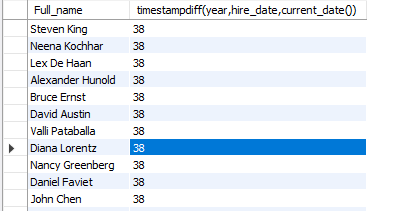 Full_name timestampdiff(year,hire_date,current_date())
Steven King 38
Neena Kochhar 38
Lex De Haan 38
Alexander Hunold 38
Bruce Ernst 38
David Austin 38
Valli Pataballa 38
Diana Lorentz 38
Nancy Greenberg 38
Daniel Faviet 38
John Chen 38